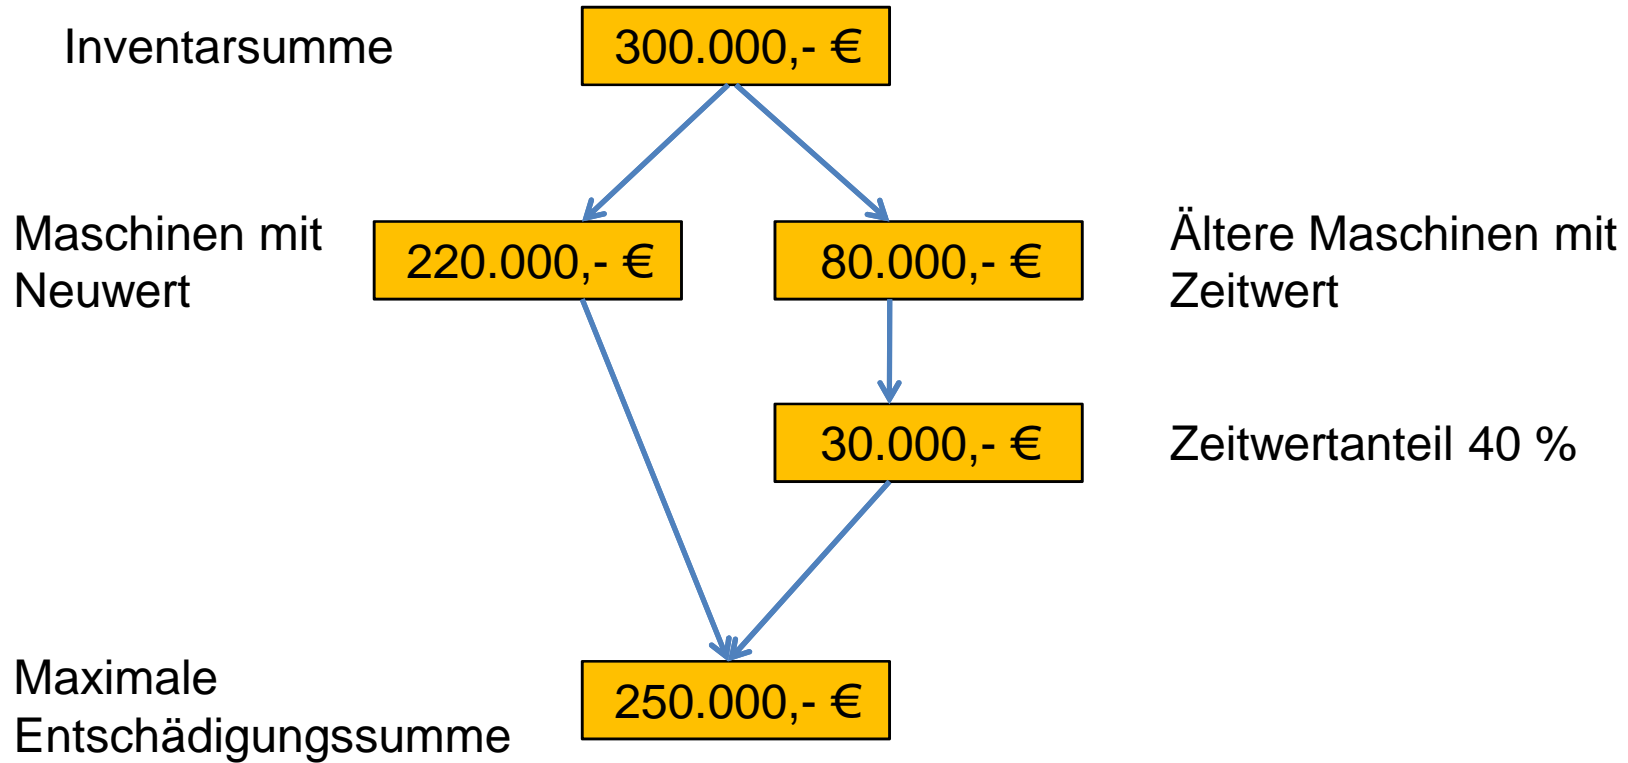 Inventarsumme
300.000,- €
Maschinen mit
Neuwert
220.000,- €
80.000,- €
Ältere Maschinen mit
Zeitwert
30.000,- €
Zeitwertanteil 40 %
Maximale
Entschädigungssumme
250.000,- €